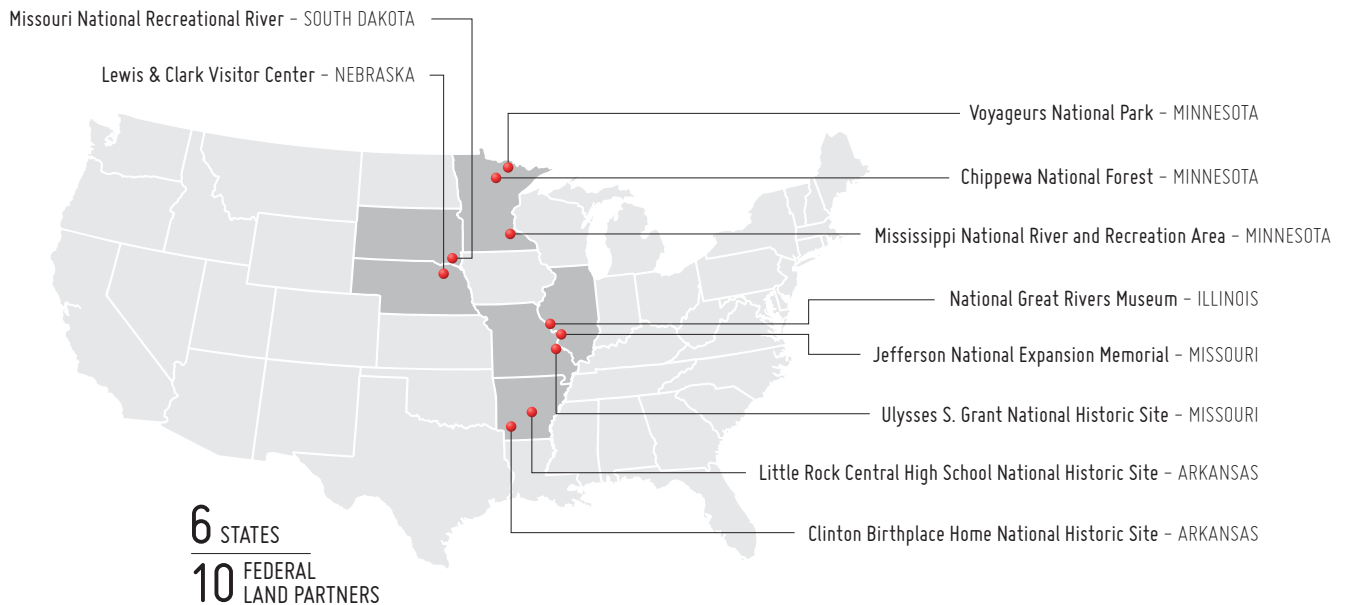 Missouri National Recreational River – SOUTH DAKOTA
Lewis & Clark Visitor Center – NEBRASKA
Voyageurs National Park – MINNESOTA
Chippewa National Forest – MINNESOTA
Mississippi National River and Recreation Area – MINNESOTA
National Great Rivers Museum – ILLINOIS
Jefferson National Expansion Memorial – MISSOURI
Ulysses S. Grant National Historic Site – MISSOURI
Little Rock Central High School National Historic Site – ARKANSAS
Clinton Birthplace Home National Historic Site – ARKANSAS
6 STATES
10 FEDERAL
LAND PARTNERS